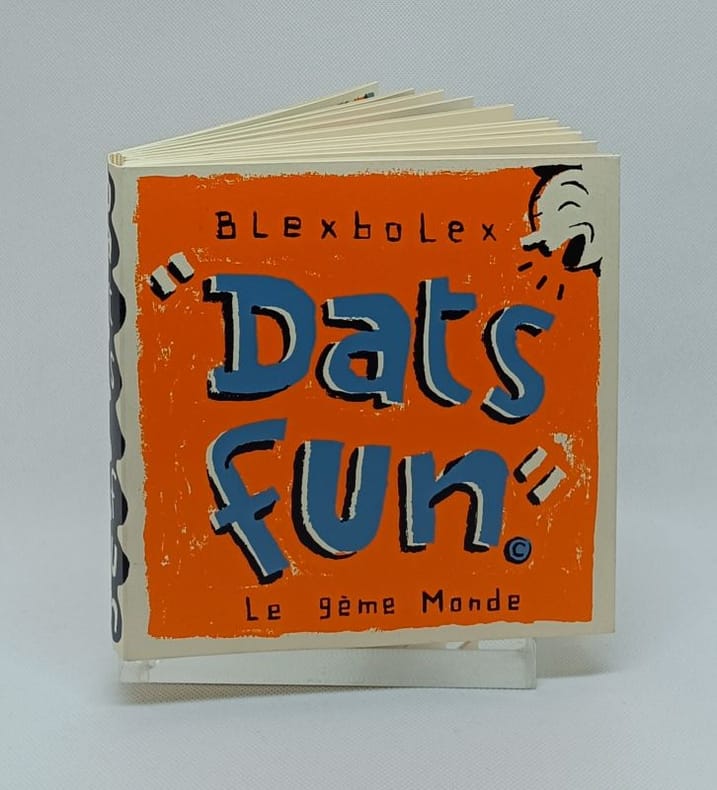 Blexbolex
"Dats
fun"©
Le 9ème Monde